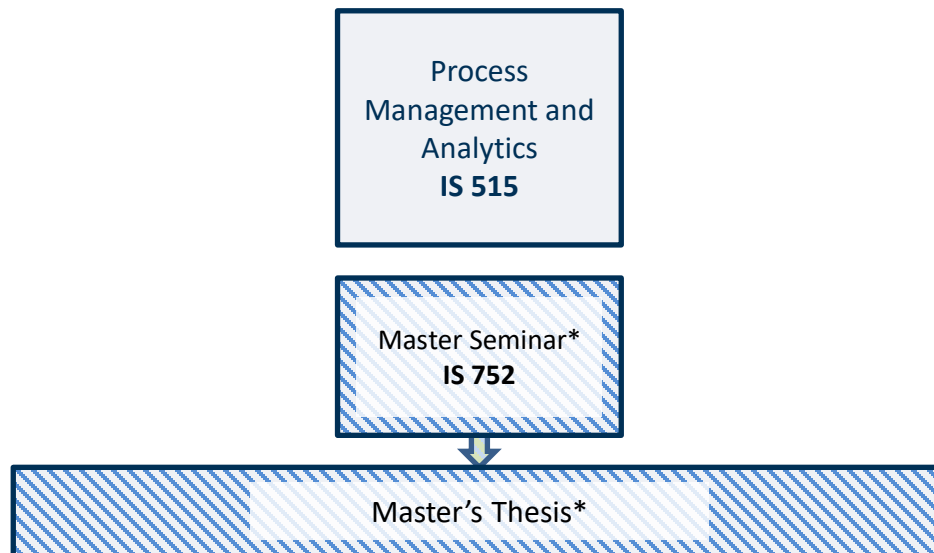 Process
Management and
Analytics
IS 515
Master Seminar*
IS 752
Master’s Thesis*